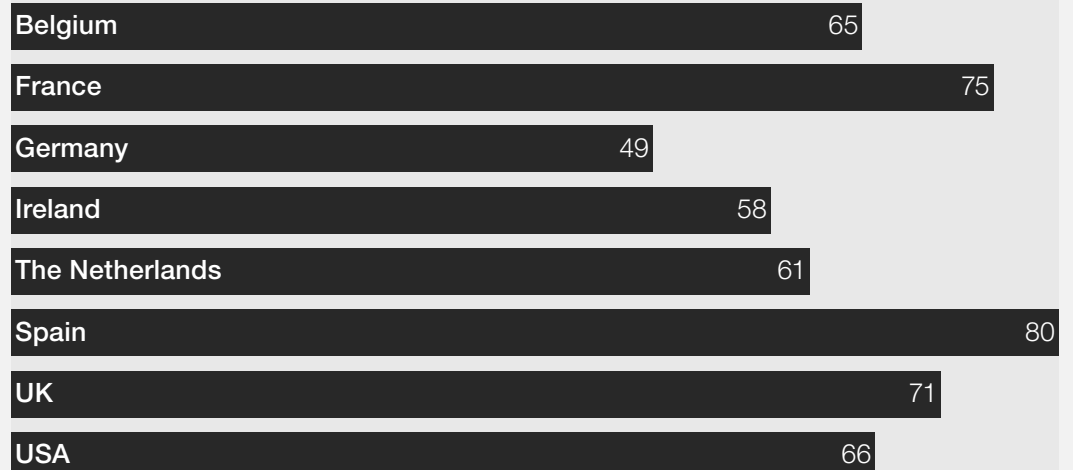 Belgium 65
France 75
Germany 49
Ireland 58
The Netherlands 61
Spain 80
UK 71
USA 66